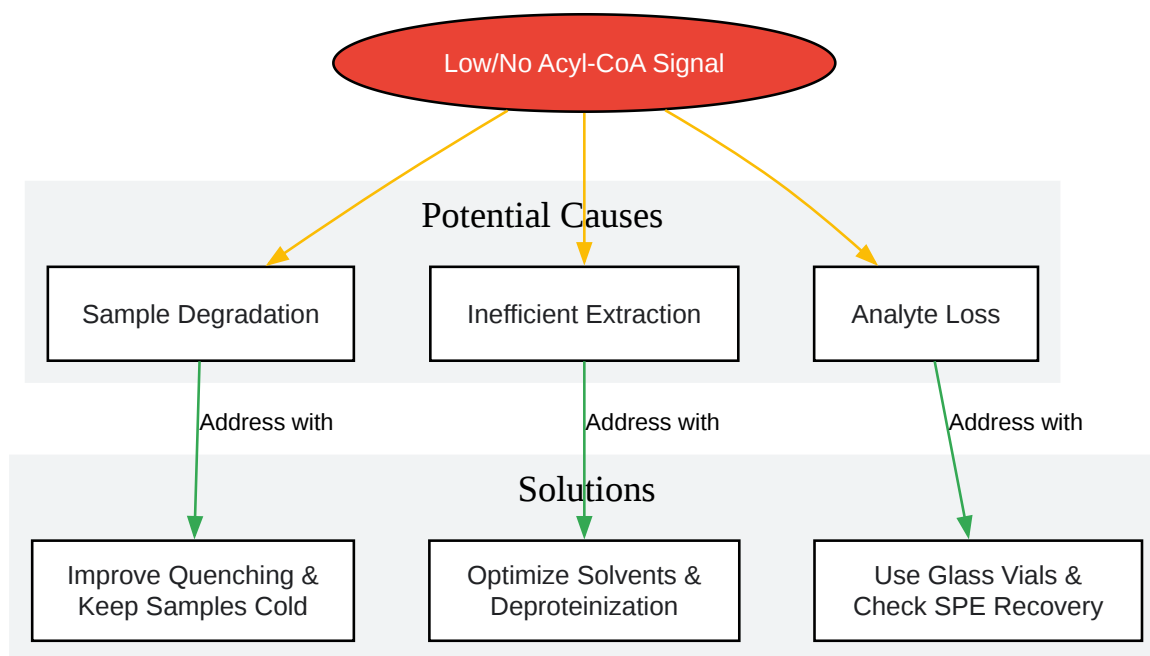 Low/No Acyl-CoA Signal
Potential Causes
Sample Degradation
Inefficient Extraction
Analyte Loss
Address with
Address with
Address with
Solutions
Improve Quenching &
Keep Samples Cold
Optimize Solvents &
Deproteinization
Use Glass Vials &
Check SPE Recovery